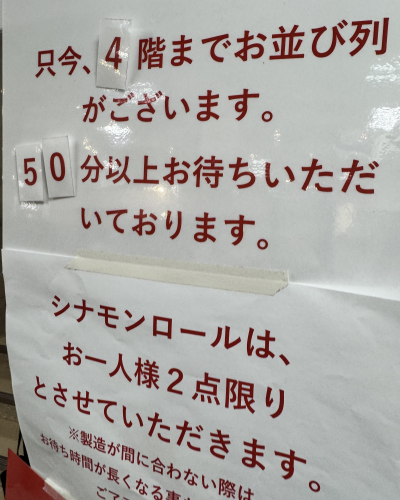 只今、4階までお並び列
がございます。
50分以上お待ちいただ
いております。
シナモンロールは、
お一人様２点限り
とさせていただきます。
※製造が間に合わない際は
お待ち時間が長くなる事
ご了